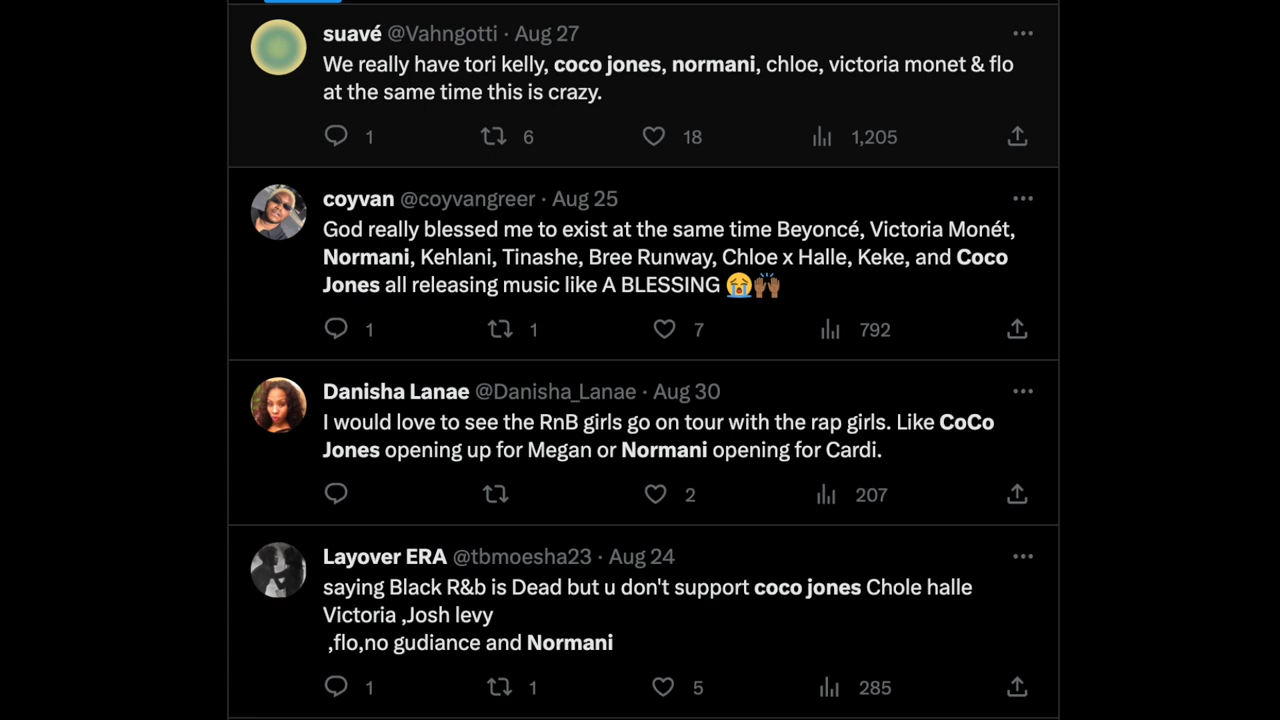 suavé @Vahngotti · Aug 27
We really have tori kelly, coco jones, normani, chloe, victoria monet & flo
at the same time this is crazy.
1 6 18 1,205
coyvan @coyvangreer · Aug 25
God really blessed me to exist at the same time Beyoncé, Victoria Monét,
Normani, Kehlani, Tinashe, Bree Runway, Chloe x Halle, Keke, and Coco
Jones all releasing music like A BLESSING 😭🙌🏾
1 1 7 792
Danisha Lanae @Danisha_Lanae · Aug 30
I would love to see the RnB girls go on tour with the rap girls. Like CoCo
Jones opening up for Megan or Normani opening for Cardi.
2 207
Layover ERA @tbmoesha23 · Aug 24
saying Black R&b is Dead but u don't support coco jones Chole halle
Victoria ,Josh levy
,flo,no gudiance and Normani
1 1 5 285